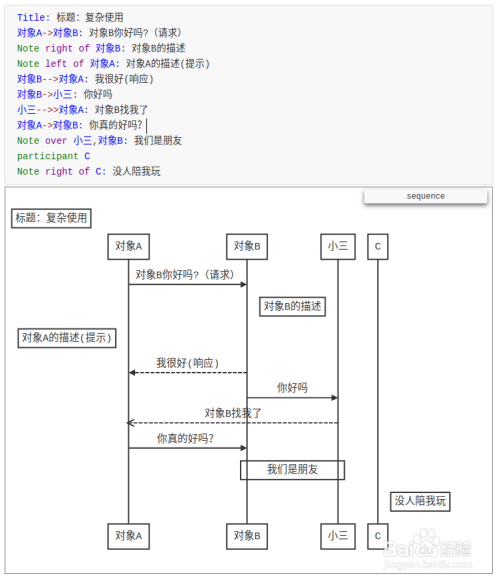 Title: 标题: 复杂使用
对象A->对象B: 对象B你好吗?（请求）
Note right of 对象B: 对象B的描述
Note left of 对象A: 对象A的描述(提示)
对象B-->对象A: 我很好(响应)
对象B->小三: 你好吗
小三-->>对象A: 对象B找我了
对象A->对象B: 你真的好吗?
Note over 小三,对象B: 我们是朋友
participant C
Note right of C: 没人陪我玩
sequence
标题: 复杂使用
对象A 对象B 小三 C
对象B你好吗?（请求）
对象B的描述
对象A的描述(提示)
我很好(响应)
你好吗
对象B找我了
你真的好吗?
我们是朋友
没人陪我玩
对象A 对象B 小三 C
Baidu 经验
jingyan.baidu.com